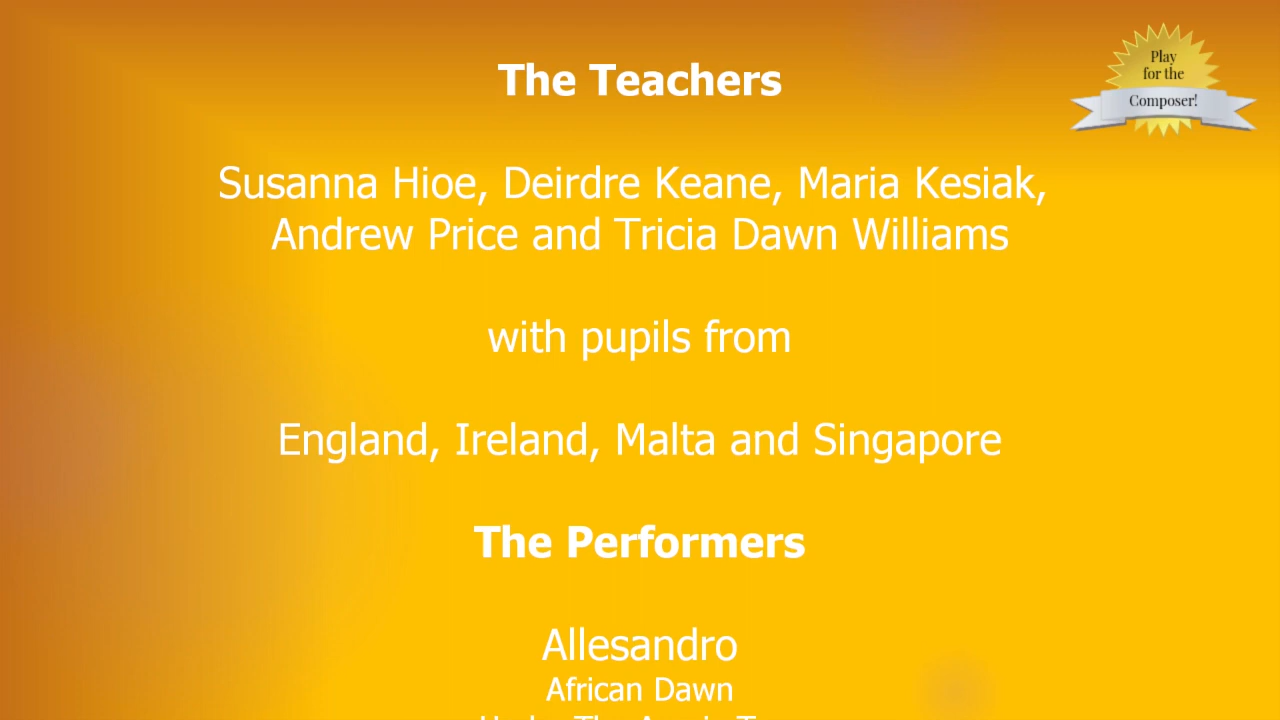 Play
for the
Composer!
The Teachers
Susanna Hioe, Deirdre Keane, Maria Kesiak,
Andrew Price and Tricia Dawn Williams
with pupils from
England, Ireland, Malta and Singapore
The Performers
Allesandro
African Dawn